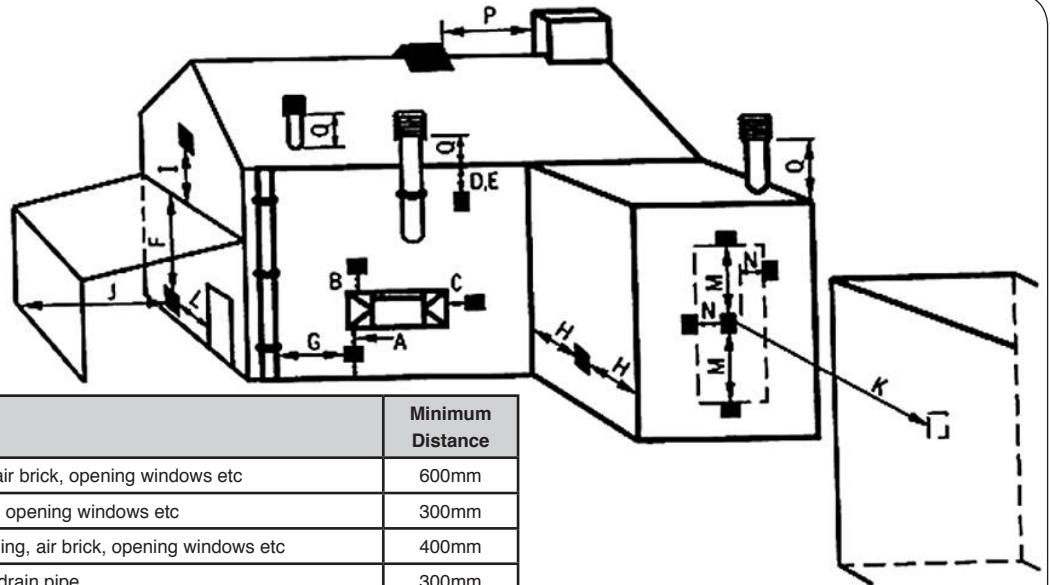 P
Q
Q
D,E
Q
I
F
J
L
B
C
A
G
H
H
M
N
N
M
K
Minimum
Distance
air brick, opening windows etc
600mm
opening windows etc
300mm
ing, air brick, opening windows etc
400mm
drain pipe
300mm